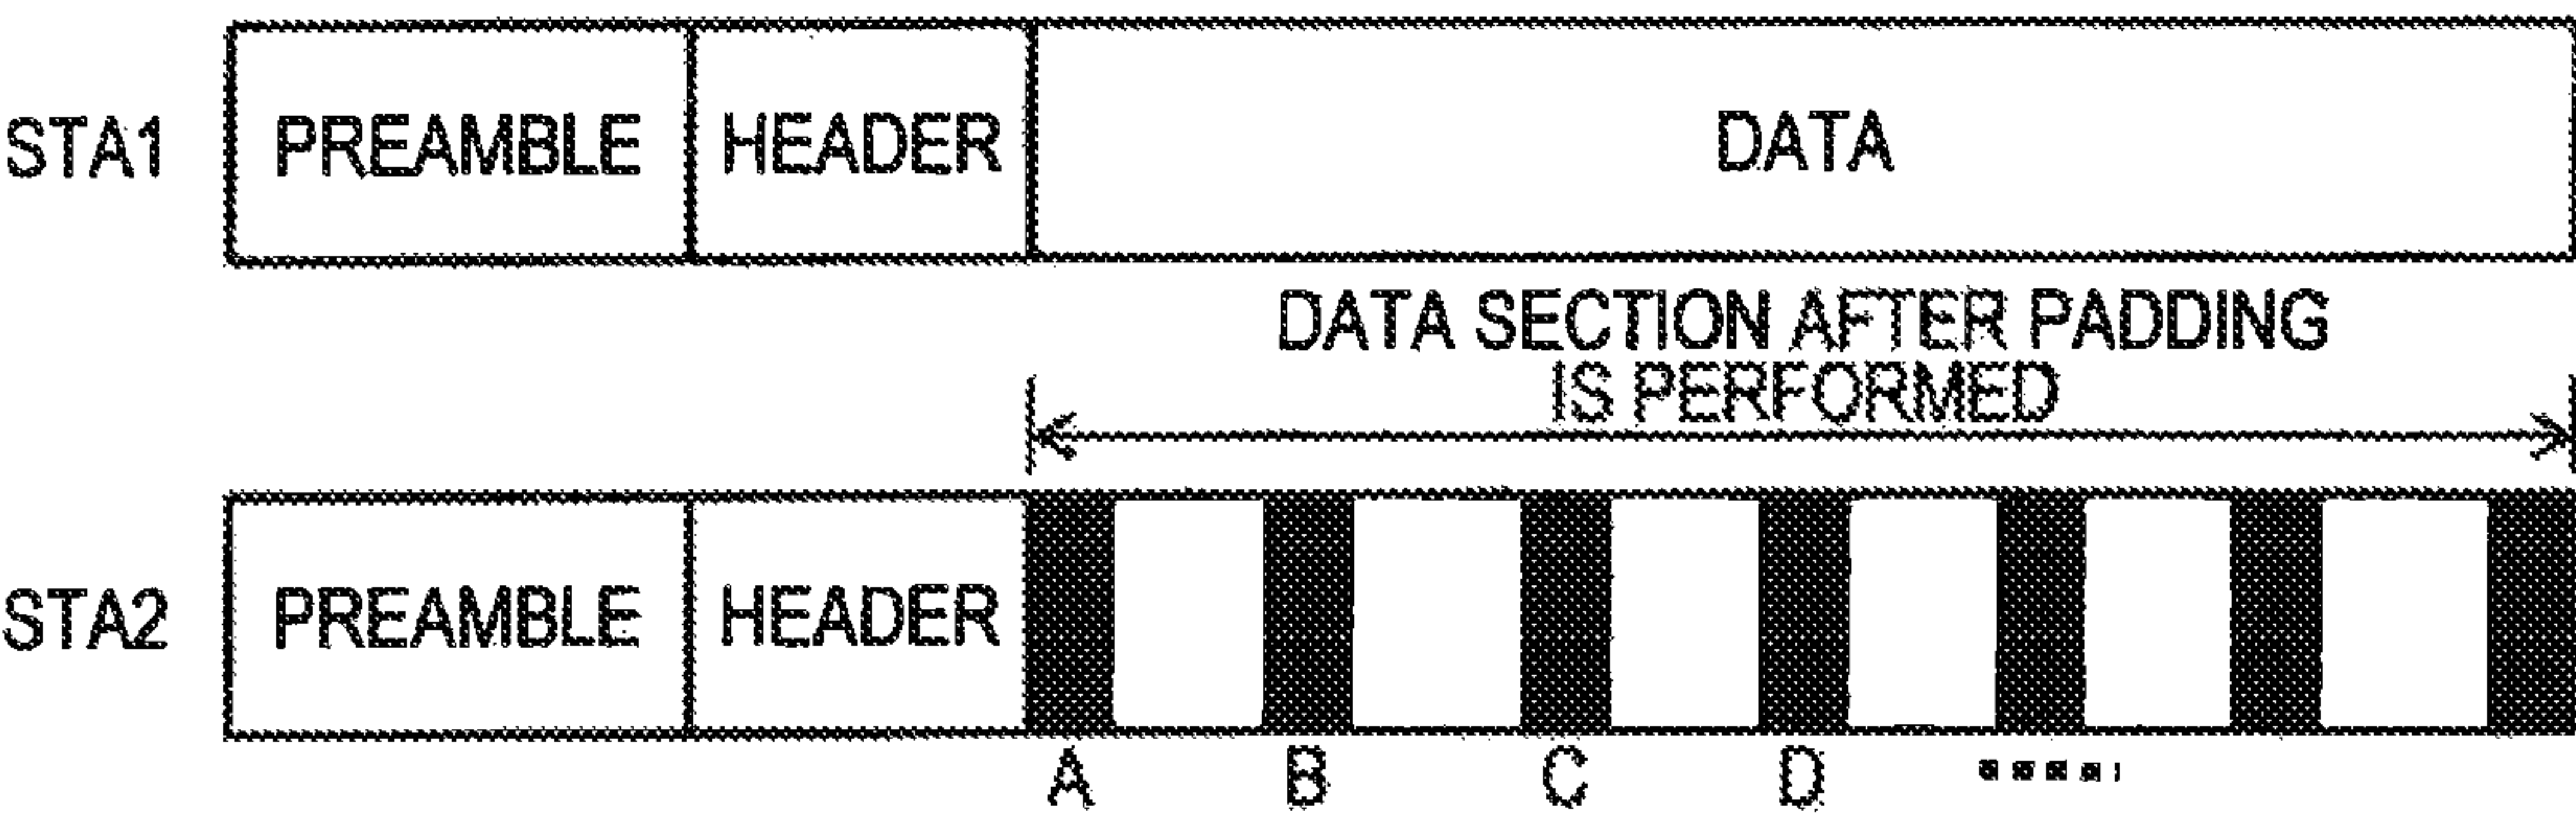 STA1 PREAMBLE HEADER DATA
DATA SECTION AFTER PADDING
IS PERFORMED
STA2 PREAMBLE HEADER
A B C D ....